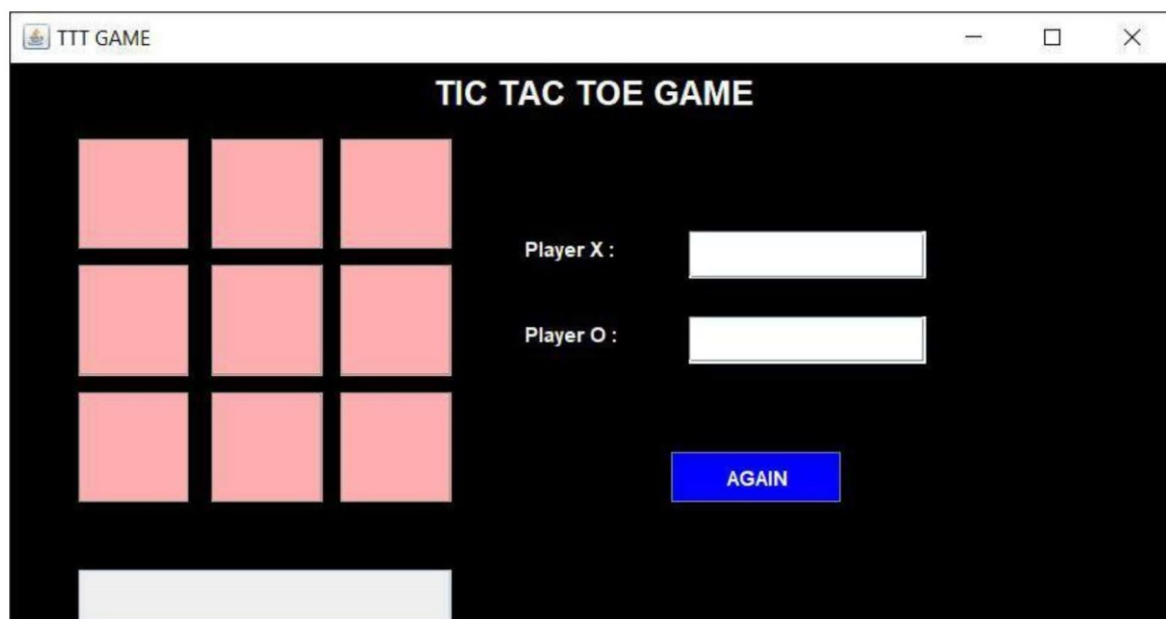 TTT GAME
TIC TAC TOE GAME
Player X :
Player O :
AGAIN